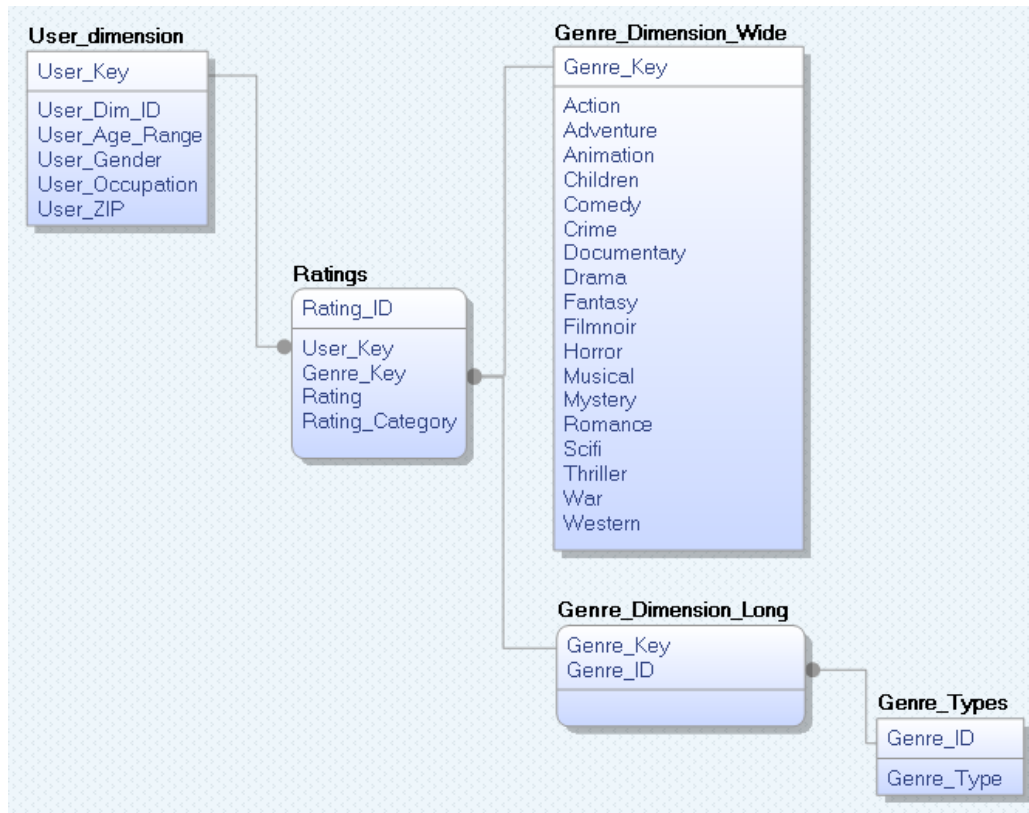 User_dimension
User_Key
User_Dim_ID
User_Age_Range
User_Gender
User_Occupation
User_ZIP
Ratings
Rating_ID
User_Key
Genre_Key
Rating
Rating_Category
Genre_Dimension_Wide
Genre_Key
Action
Adventure
Animation
Children
Comedy
Crime
Documentary
Drama
Fantasy
Filmnoir
Horror
Musical
Mystery
Romance
Scifi
Thriller
War
Western
Genre_Dimension_Long
Genre_Key
Genre_ID
Genre_Types
Genre_ID
Genre_Type